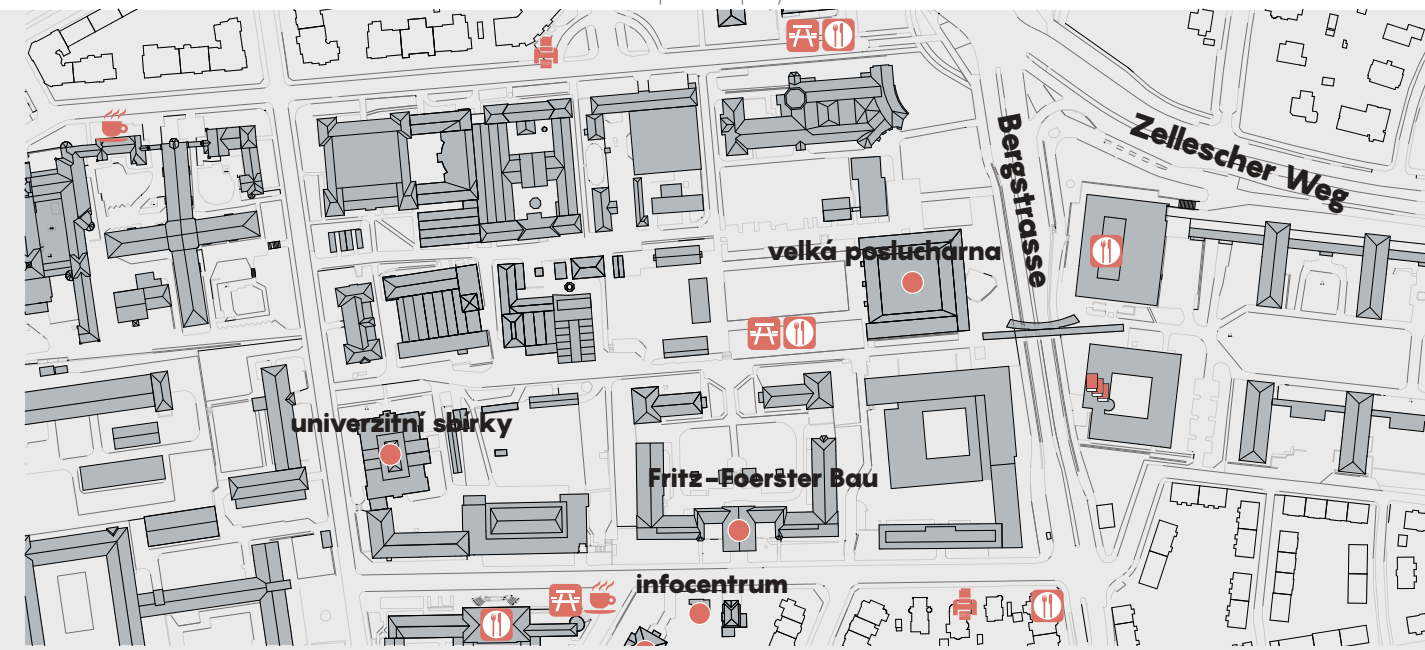 Zellescher Weg
Bergstrasse
velká posluchárna
univerzitní sbírky
Fritz–Foerster Bau
infocentrum